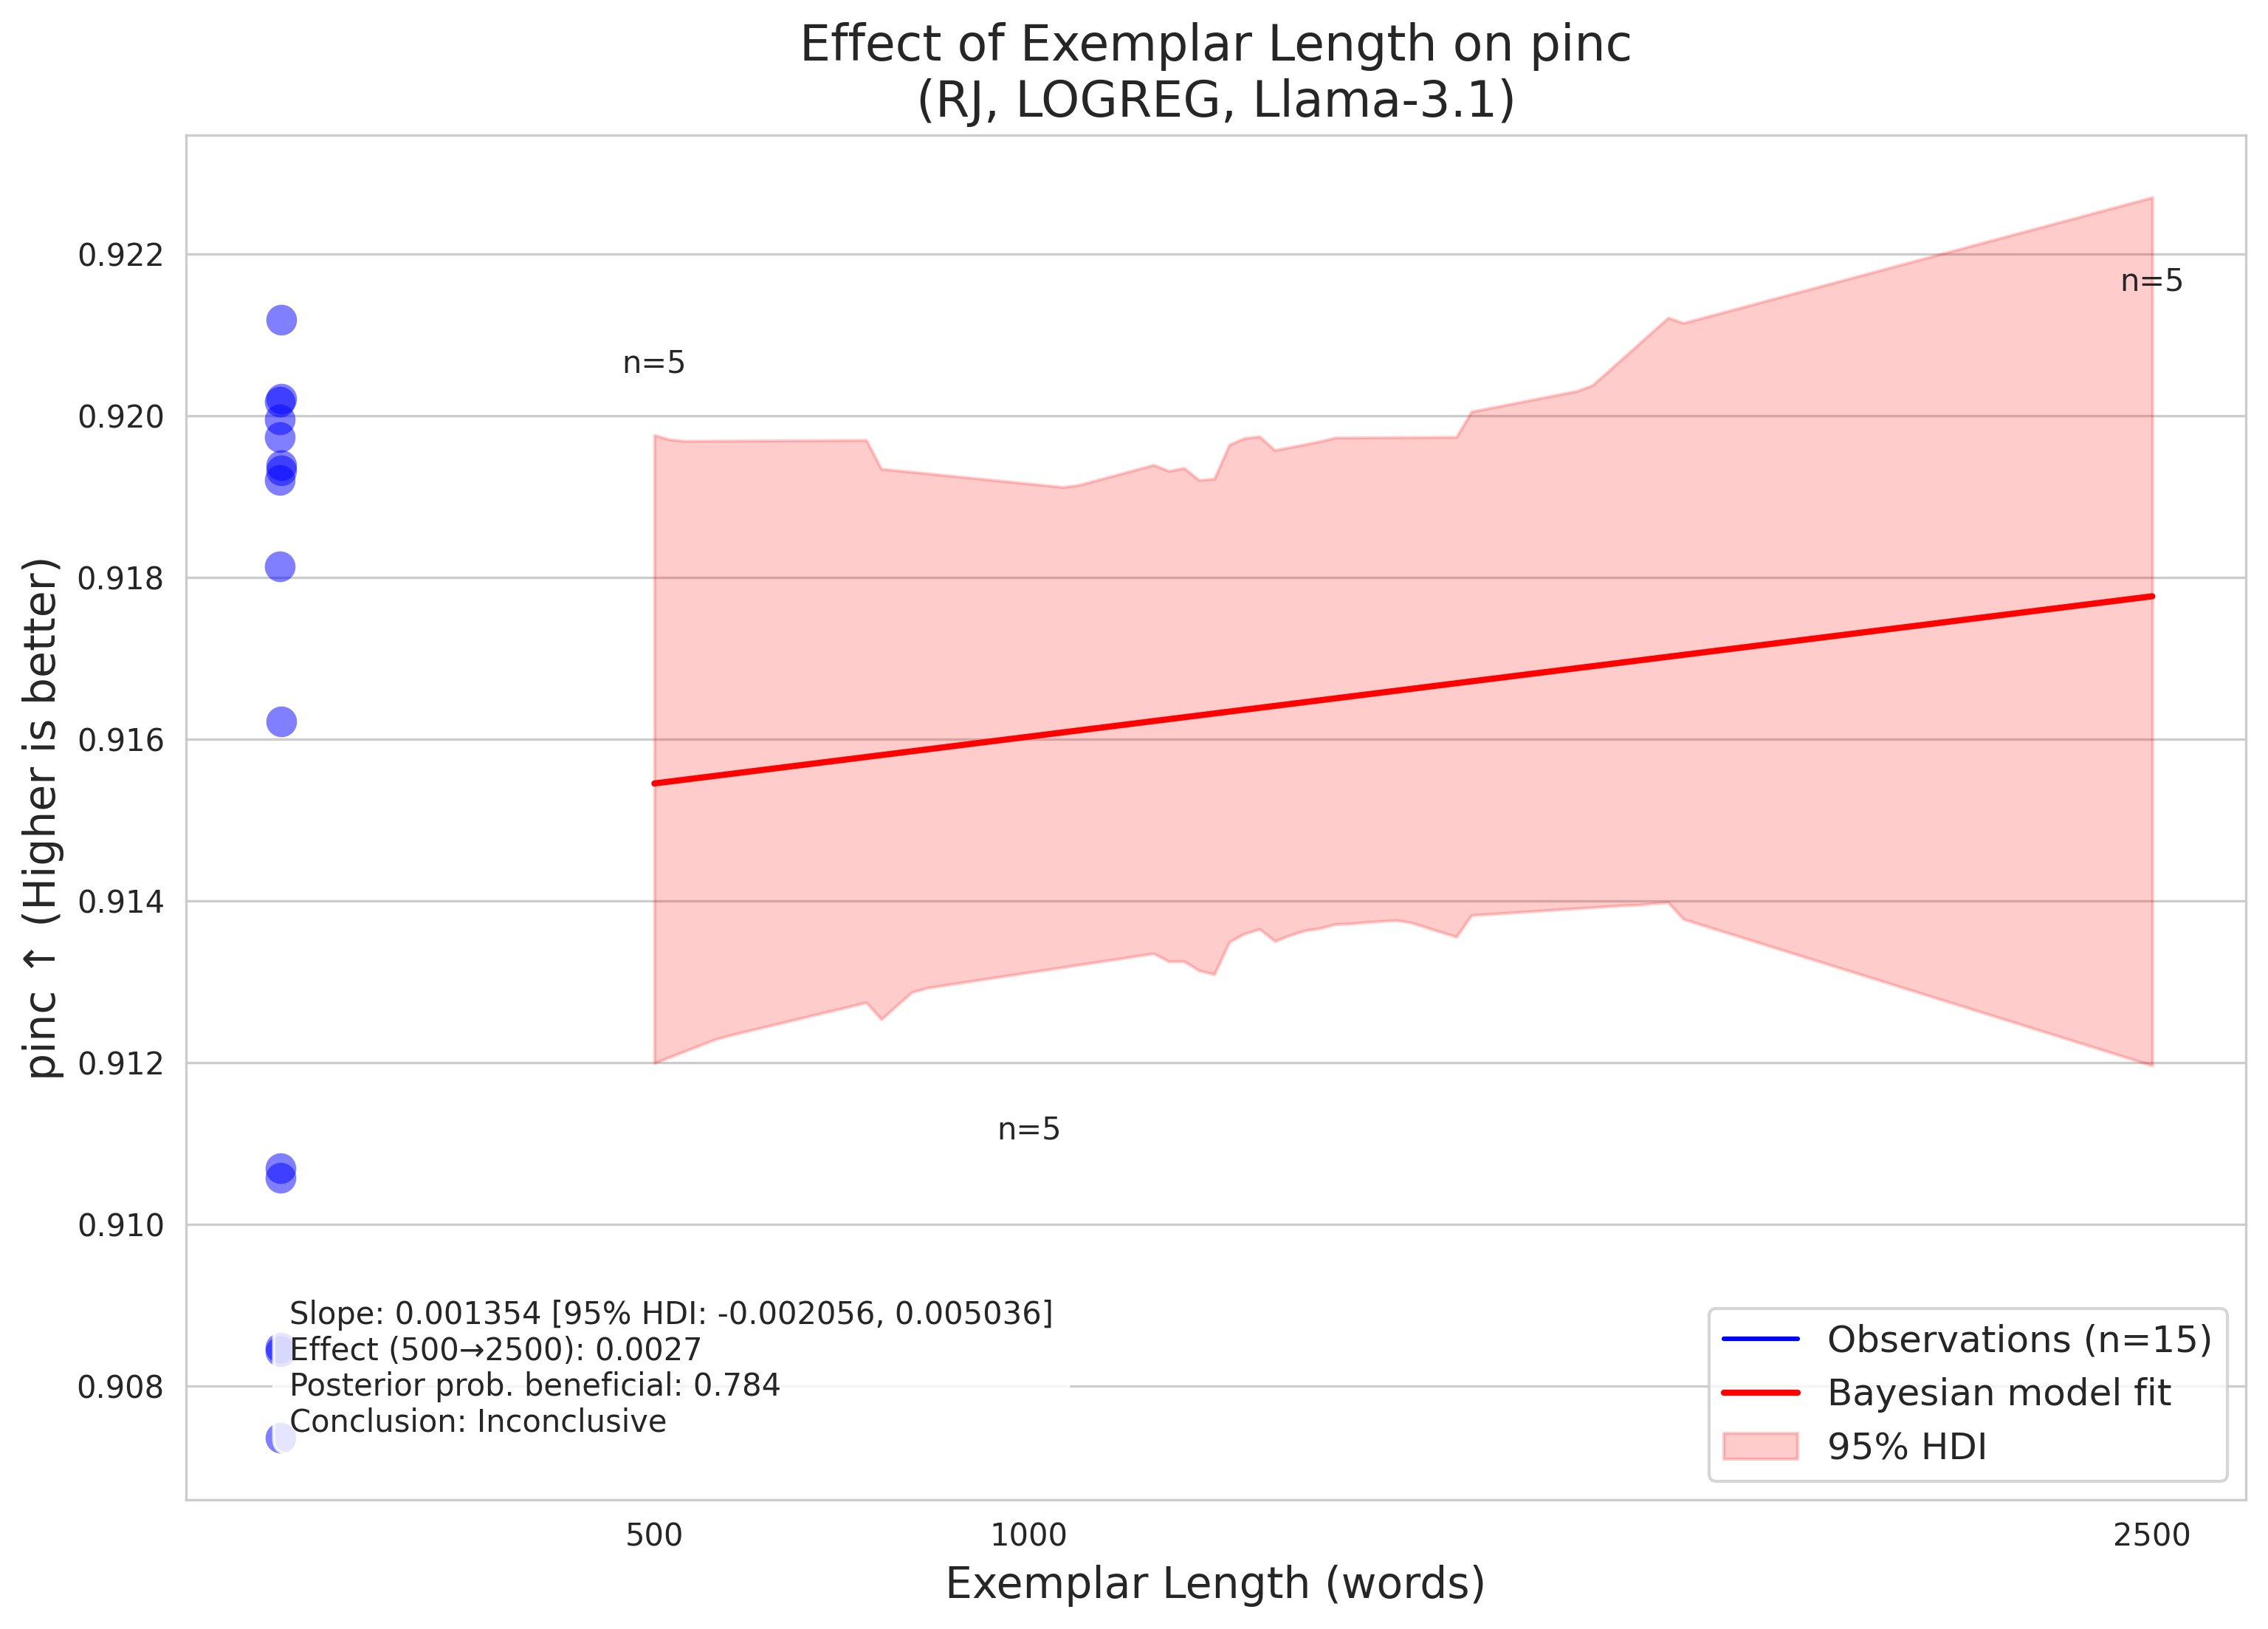 Effect of Exemplar Length on pinc
(RJ, LOGREG, Llama-3.1)
pinc ↑ (Higher is better)
0.922
0.920
0.918
0.916
0.914
0.912
0.910
0.908
n=5
n=5
n=5
Slope: 0.001354 [95% HDI: -0.002056, 0.005036]
Effect (500→2500): 0.0027
Posterior prob. beneficial: 0.784
Conclusion: Inconclusive
Observations (n=15)
Bayesian model fit
95% HDI
500
1000
2500
Exemplar Length (words)